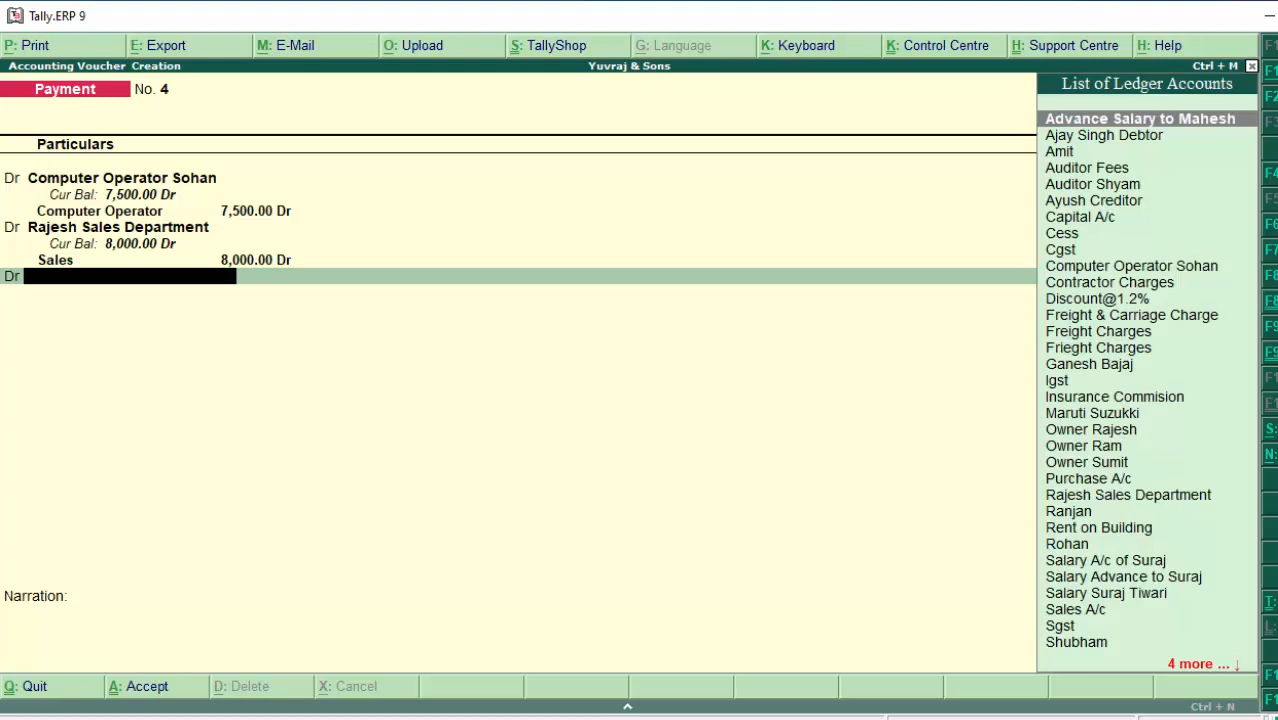 Tally.ERP 9
P: Print E: Export M: E-Mail O: Upload S: TallyShop G: Language K: Keyboard K: Control Centre H: Support Centre H: Help
Accounting Voucher Creation Yuvraj & Sons Ctrl + M
Payment No. 4
List of Ledger Accounts
Particulars
Dr Computer Operator Sohan
Cur Bal: 7,500.00 Dr
Computer Operator 7,500.00 Dr
Dr Rajesh Sales Department
Cur Bal: 8,000.00 Dr
Sales 8,000.00 Dr
Dr
Narration:
Advance Salary to Mahesh
Ajay Singh Debtor
Amit
Auditor Fees
Auditor Shyam
Ayush Creditor
Capital A/c
Cess
Cgst
Computer Operator Sohan
Contractor Charges
Discount@1.2%
Freight & Carriage Charge
Freight Charges
Frieght Charges
Ganesh Bajaj
Igst
Insurance Commision
Maruti Suzukki
Owner Rajesh
Owner Ram
Owner Sumit
Purchase A/c
Rajesh Sales Department
Ranjan
Rent on Building
Rohan
Salary A/c of Suraj
Salary Advance to Suraj
Salary Suraj Tiwari
Sales A/c
Sgst
Shubham
4 more ... ↓
Q: Quit A: Accept D: Delete X: Cancel
Ctrl + N